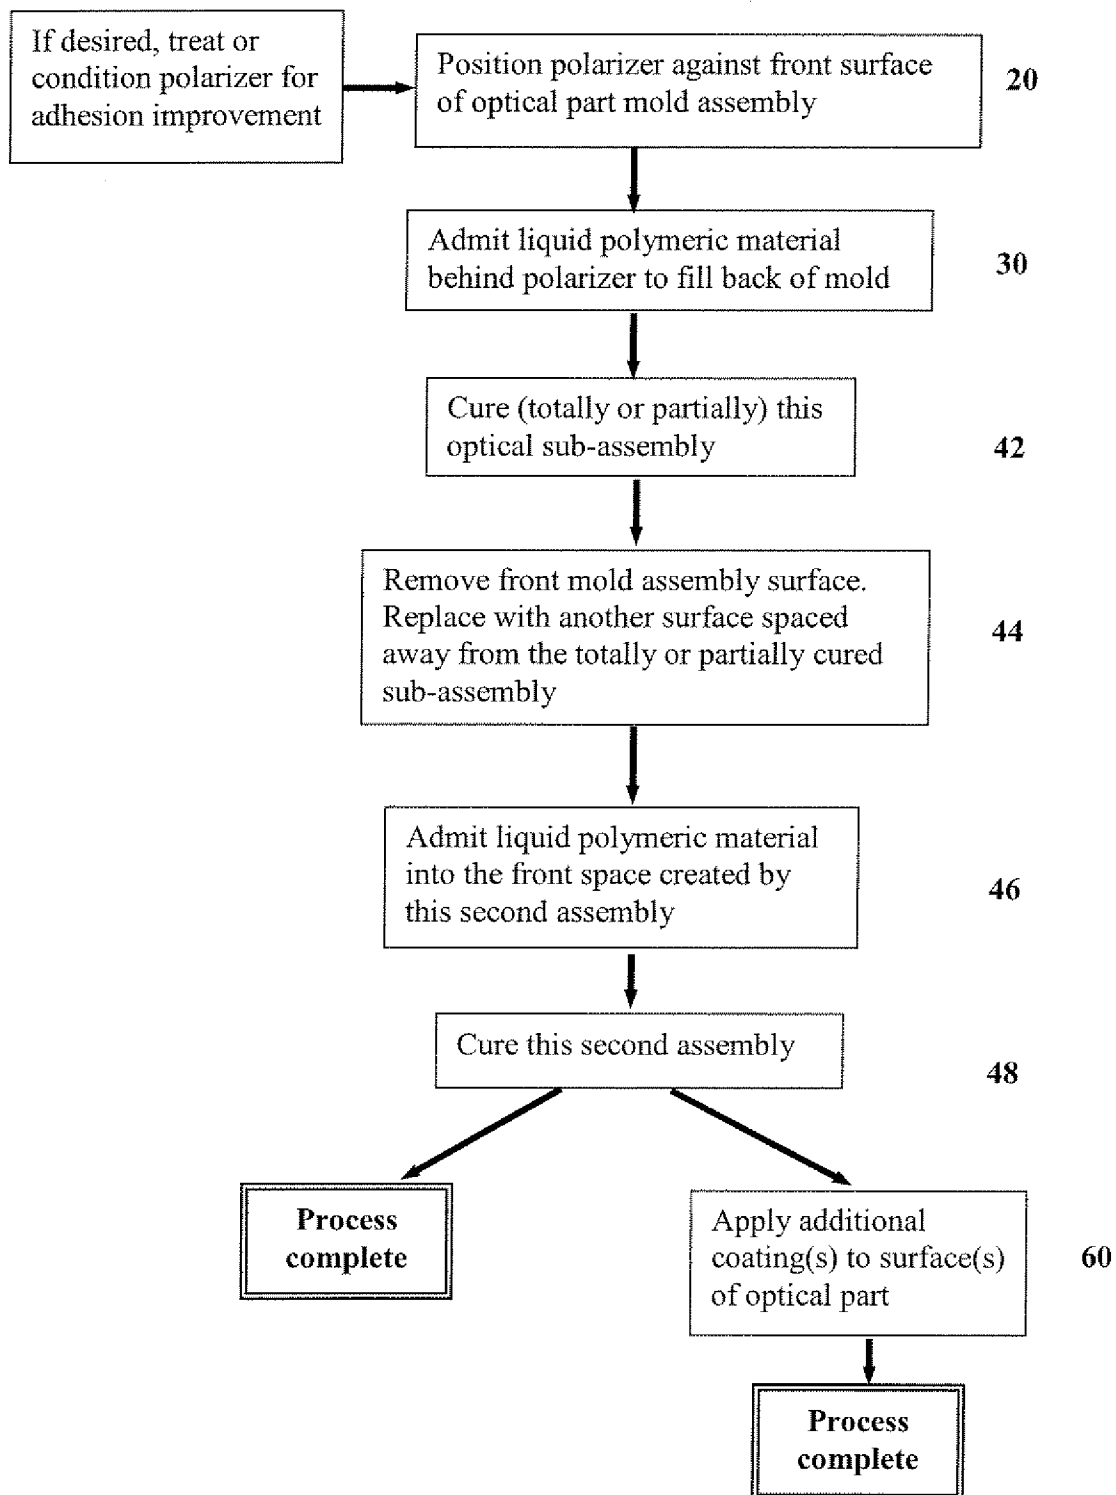 If desired, treat or
condition polarizer for
adhesion improvement
Position polarizer against front surface
of optical part mold assembly
20
Admit liquid polymeric material
behind polarizer to fill back of mold
30
Cure (totally or partially) this
optical sub-assembly
42
Remove front mold assembly surface.
Replace with another surface spaced
away from the totally or partially cured
sub-assembly
44
Admit liquid polymeric material
into the front space created by
this second assembly
46
Cure this second assembly
48
Process
complete
Apply additional
coating(s) to surface(s)
of optical part
60
Process
complete